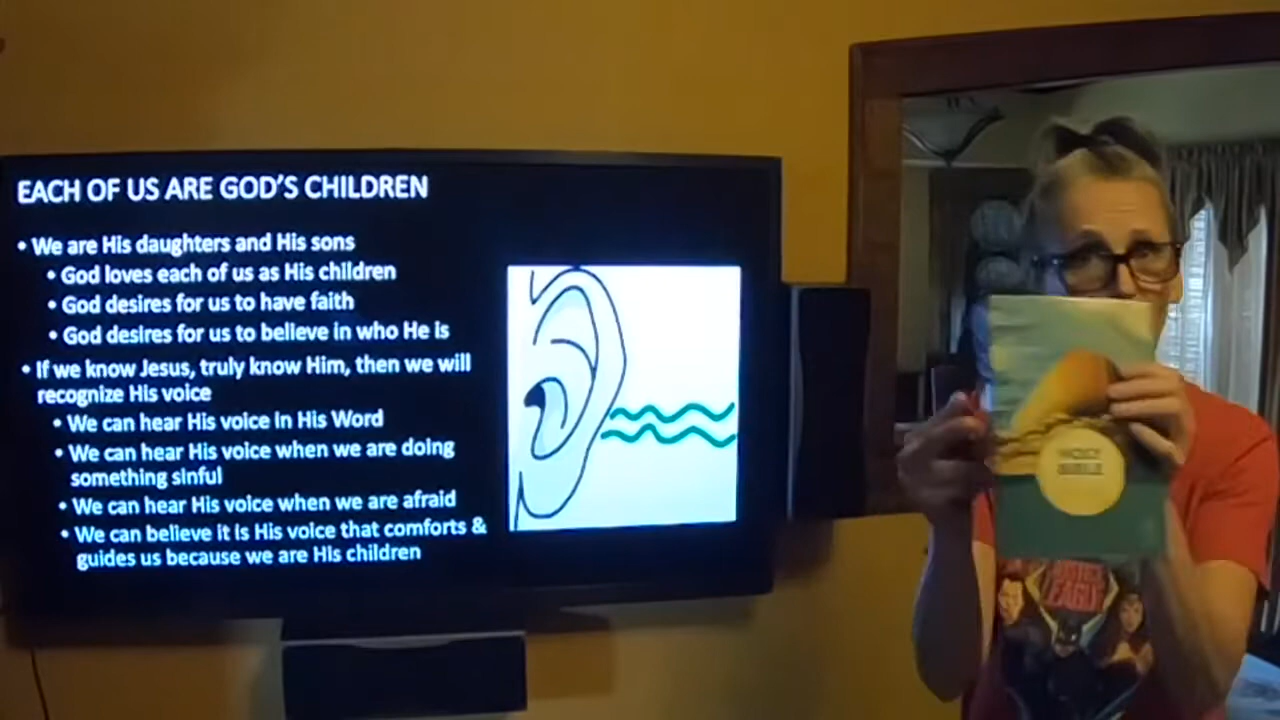 EACH OF US ARE GOD'S CHILDREN
• We are His daughters and His sons
• God loves each of us as His children
• God desires for us to have faith
• God desires for us to believe in who He is
• If we know Jesus, truly know Him, then we will
recognize His voice
• We can hear His voice in His Word
• We can hear His voice when we are doing
something sinful
• We can hear His voice when we are afraid
• We can believe it is His voice that comforts &
guides us because we are His children
HOLY
BIBLE
JUSTICE
LEAGUE